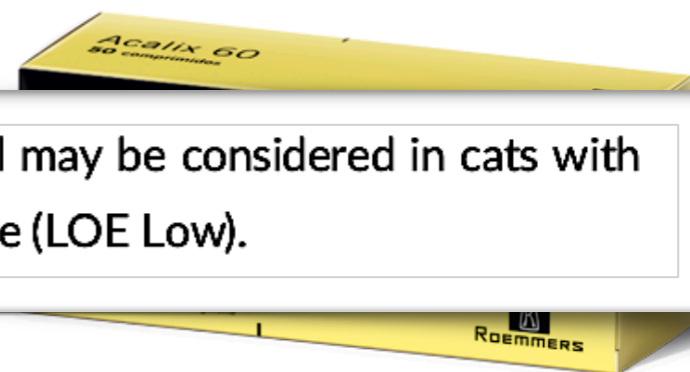 Acalix 60
50 comprimidos
may be considered in cats with
(LOE Low).
ROEMMERS